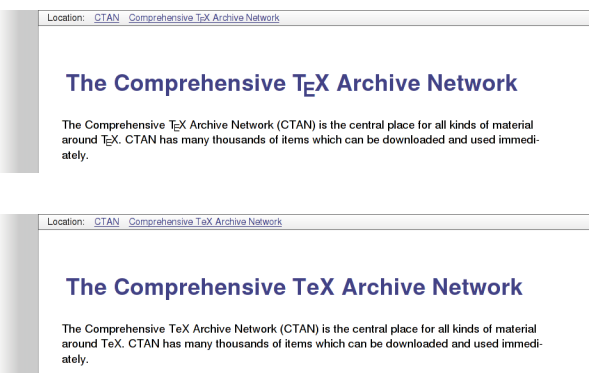 Location: CTAN Comprehensive TEX Archive Network
The Comprehensive TEX Archive Network
The Comprehensive TEX Archive Network (CTAN) is the central place for all kinds of material
around TEX. CTAN has many thousands of items which can be downloaded and used immedi-
ately.
Location: CTAN Comprehensive TeX Archive Network
The Comprehensive TeX Archive Network
The Comprehensive TeX Archive Network (CTAN) is the central place for all kinds of material
around TeX. CTAN has many thousands of items which can be downloaded and used immedi-
ately.